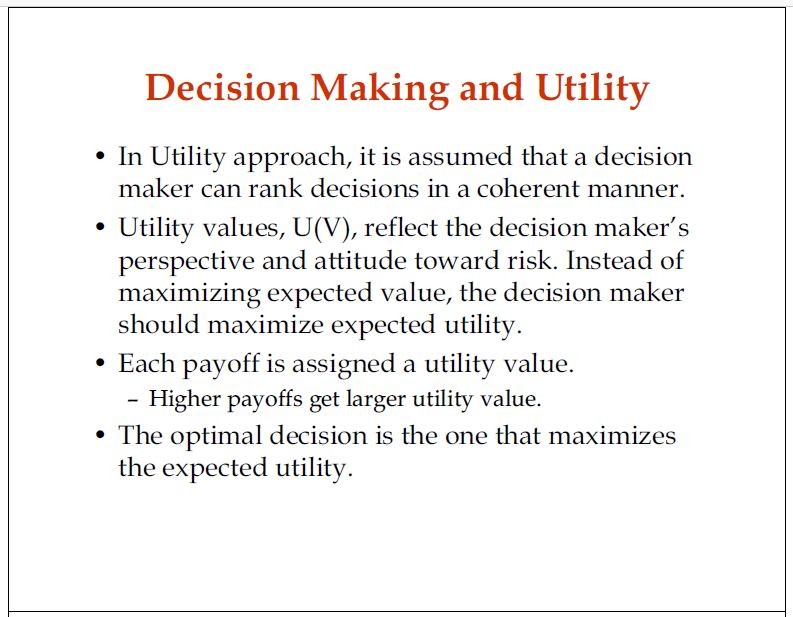 Decision Making and Utility
• In Utility approach, it is assumed that a decision
maker can rank decisions in a coherent manner.
• Utility values, U(V), reflect the decision maker’s
perspective and attitude toward risk. Instead of
maximizing expected value, the decision maker
should maximize expected utility.
• Each payoff is assigned a utility value.
– Higher payoffs get larger utility value.
• The optimal decision is the one that maximizes
the expected utility.